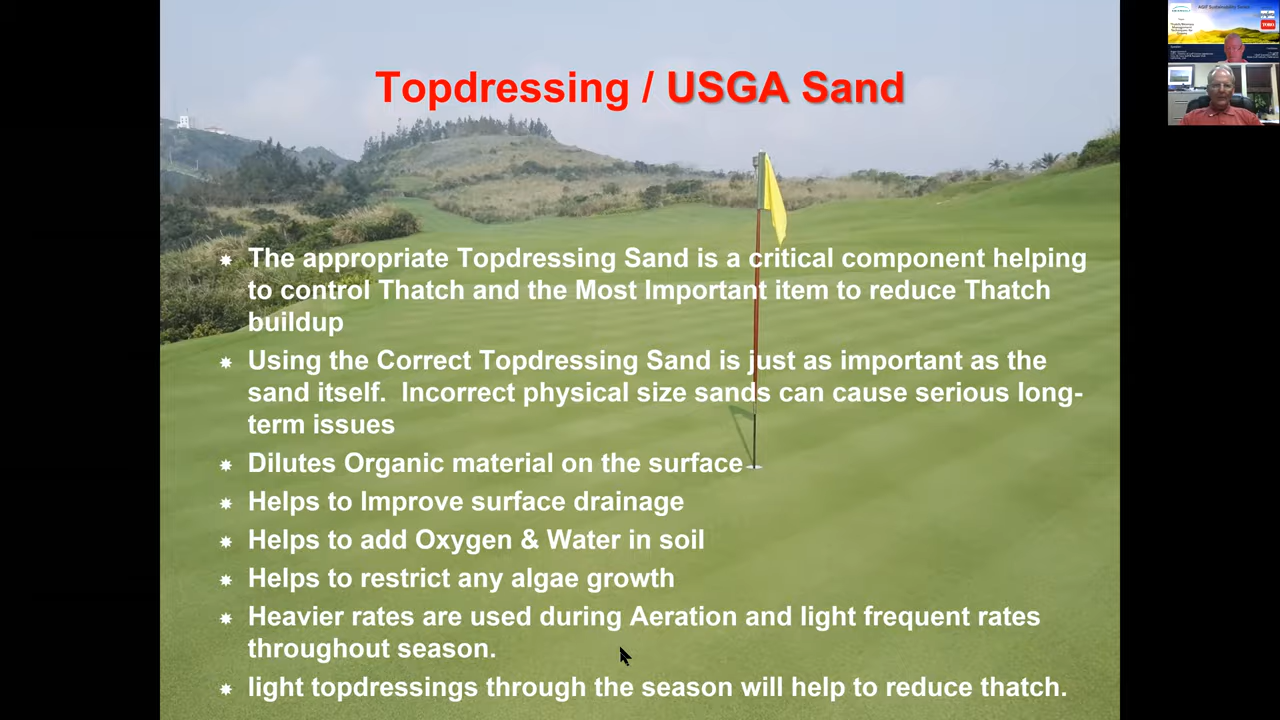 Topdressing / USGA Sand
The appropriate Topdressing Sand is a critical component helping
to control Thatch and the Most Important item to reduce Thatch
buildup
Using the Correct Topdressing Sand is just as important as the
sand itself.  Incorrect physical size sands can cause serious long-
term issues
Dilutes Organic material on the surface
Helps to Improve surface drainage
Helps to add Oxygen & Water in soil
Helps to restrict any algae growth
Heavier rates are used during Aeration and light frequent rates
throughout season.
light topdressings through the season will help to reduce thatch.
TORO